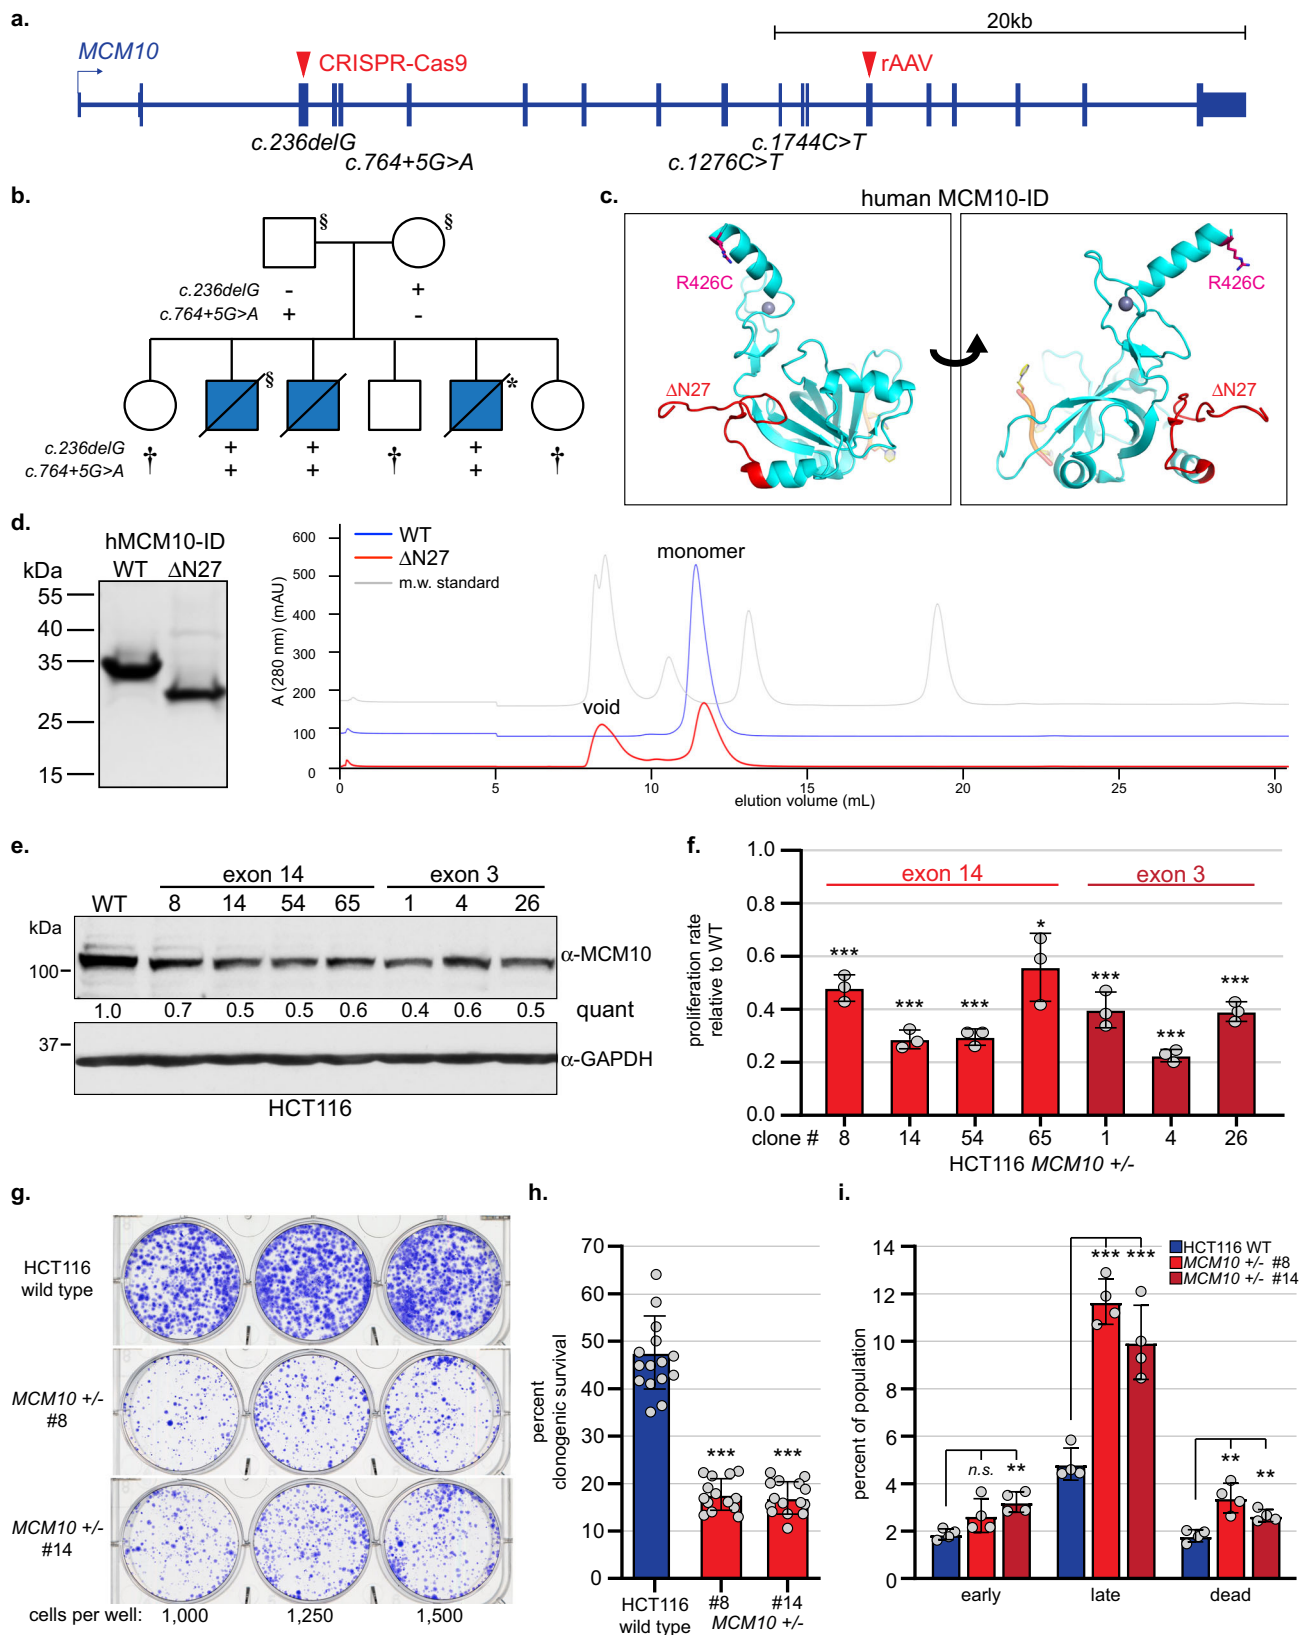 a.
20kb
MCM10
CRISPR-Cas9
rAAV
c.236delG
c.764+5G>A
c.1276C>T
c.1744C>T
b.
§
§
c.236delG - +
c.764+5G>A + -
§
*
c.236delG † + + † + †
c.764+5G>A + + +
c.
human MCM10-ID
R426C
ΔN27
R426C
ΔN27
d.
hMCM10-ID
kDa WT ΔN27
55
40
35
25
15
WT
ΔN27
m.w. standard
monomer
void
A (280 nm) (mAU)
600
500
400
300
200
100
0
0 5 10 15 20 25 30
elution volume (mL)
e.
exon 14 exon 3
WT 8 14 54 65 1 4 26
kDa
100
α-MCM10
1.0 0.7 0.5 0.5 0.6 0.4 0.6 0.5 quant
37
α-GAPDH
HCT116
f.
proliferation rate
relative to WT
1.0
0.8
0.6
0.4
0.2
0.0
exon 14 exon 3
*** *** *** * *** *** ***
clone # 8 14 54 65 1 4 26
HCT116 MCM10 +/-
g.
HCT116
wild type
MCM10 +/-
#8
MCM10 +/-
#14
cells per well: 1,000 1,250 1,500
h.
percent
clonogenic survival
70
60
50
40
30
20
10
0
*** ***
HCT116
wild type
#8 #14
MCM10 +/-
i.
percent of population
14
12
10
8
6
4
2
0
HCT116 WT
MCM10 +/- #8
MCM10 +/- #14
n.s. **
*** ***
** **
early late dead